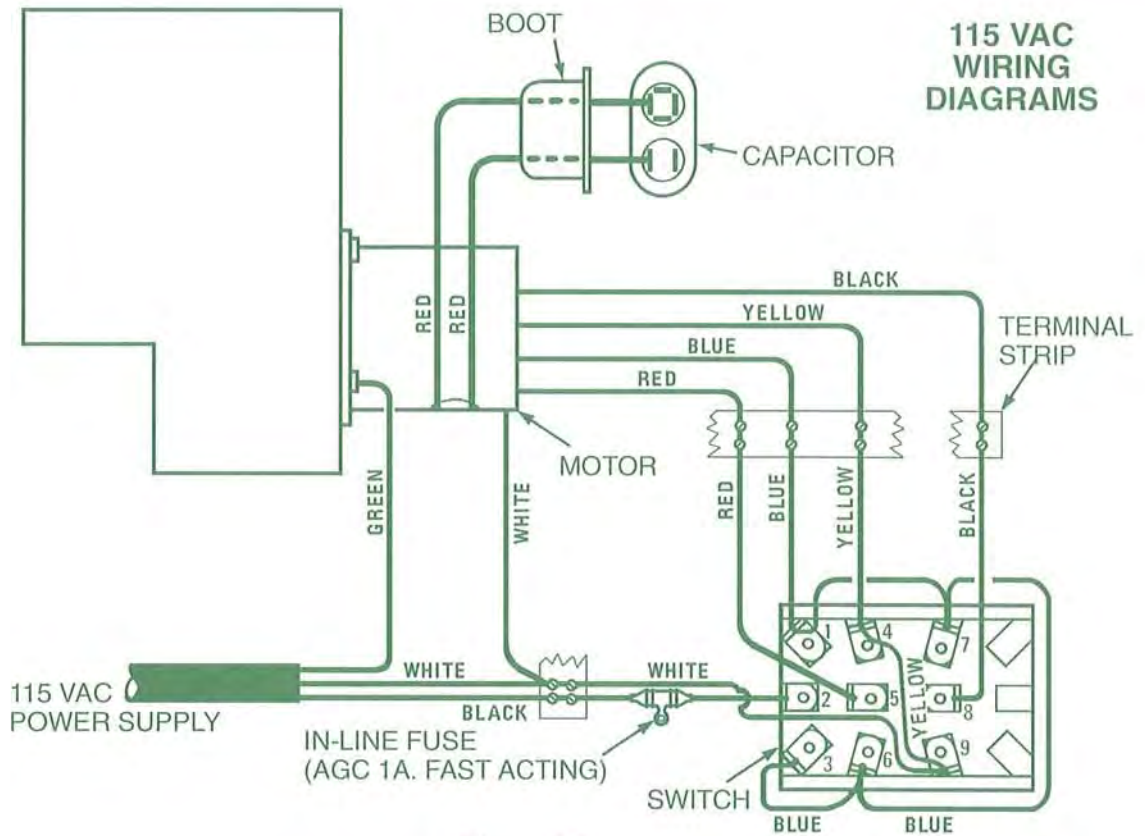 115 VAC
WIRING
DIAGRAMS
BOOT
CAPACITOR
BLACK
YELLOW
BLUE
RED
RED
RED
TERMINAL
STRIP
MOTOR
GREEN
WHITE
RED
BLUE
YELLOW
BLACK
1
4
7
2
5
8
3
6
9
YELLOW
WHITE
WHITE
BLACK
115 VAC
POWER SUPPLY
IN-LINE FUSE
(AGC 1A. FAST ACTING)
SWITCH
BLUE
BLUE